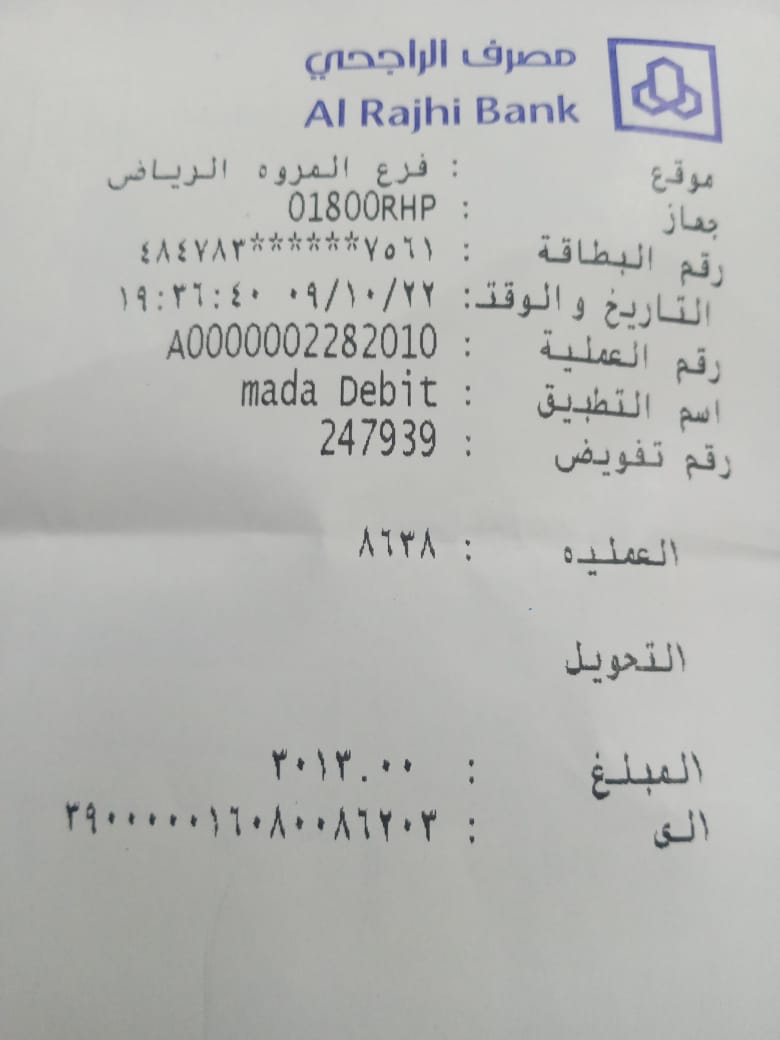 مصرف الراجحي
Al Rajhi Bank
موقع : فرع المروه الرياض
جهاز : 01800RHP
رقم البطاقة : ٤٨٤٧٨٣******٧٥٦١
التاريخ والوقت: ٠٩/١٠/٢٢ ١٩:٣٦:٤٠
رقم العملية : A0000002282010
اسم التطبيق : mada Debit
رقم تفويض : 247939
العمليه : ٨٦٣٨
التحويل
المبلغ : ٣٠١٣.٠٠
الى : ٣٩٠٠٠٠٠١٦٠٨٠٠٨٦٢٠٣